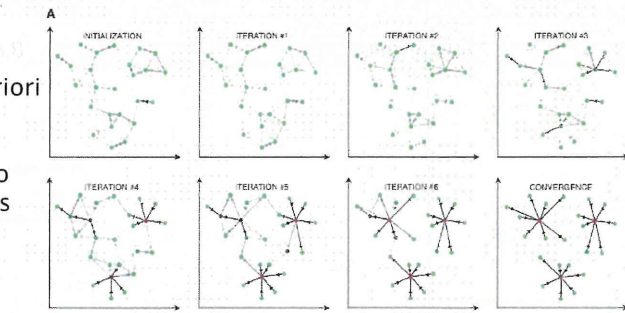 A
INITIALIZATION
ITERATION #1
ITERATION #2
ITERATION #3
riori
o
s
ITERATION #4
ITERATION #5
ITERATION #6
CONVERGENCE